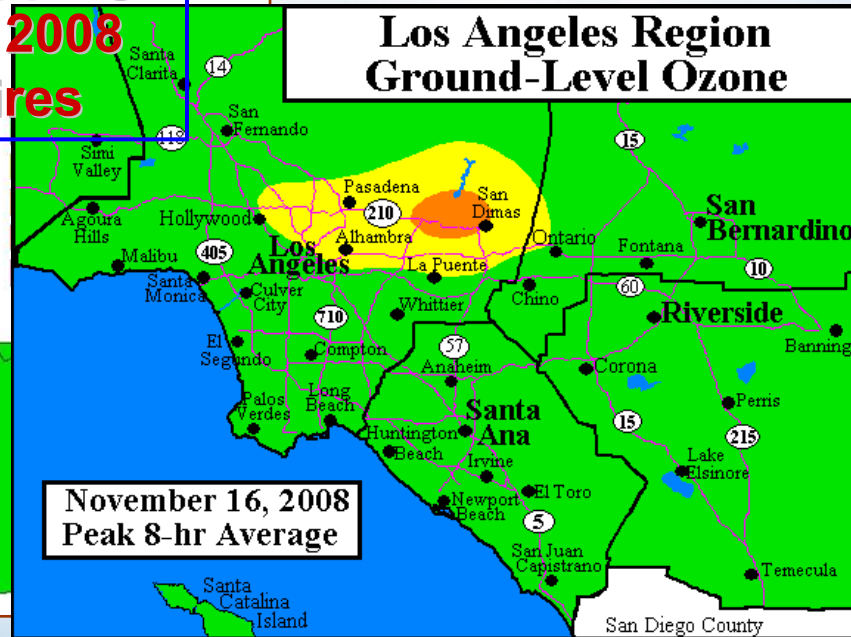 2008
ires
Los Angeles Region
Ground-Level Ozone
Santa
Clarita
14
San
Fernando
118
Simi
Valley
15
Pasadena
San
Dimas
210
Agoura
Hills
Hollywood
San
Bernardino
Los
Angeles
Alhambra
405
Ontario
Fontana
Malibu
La Puente
10
Santa
Monica
Culver
City
Chino
60
Whittier
710
Riverside
El
Segundo
Compton
57
Banning
Anaheim
Corona
Palos
Verdes
Long
Beach
Perris
Santa
Ana
15
215
Huntington
Beach
Irvine
Lake
Elsinore
November 16, 2008
Peak 8-hr Average
El Toro
Newport
Beach
5
San Juan
Capistrano
Temecula
Santa
Catalina
Island
San Diego County